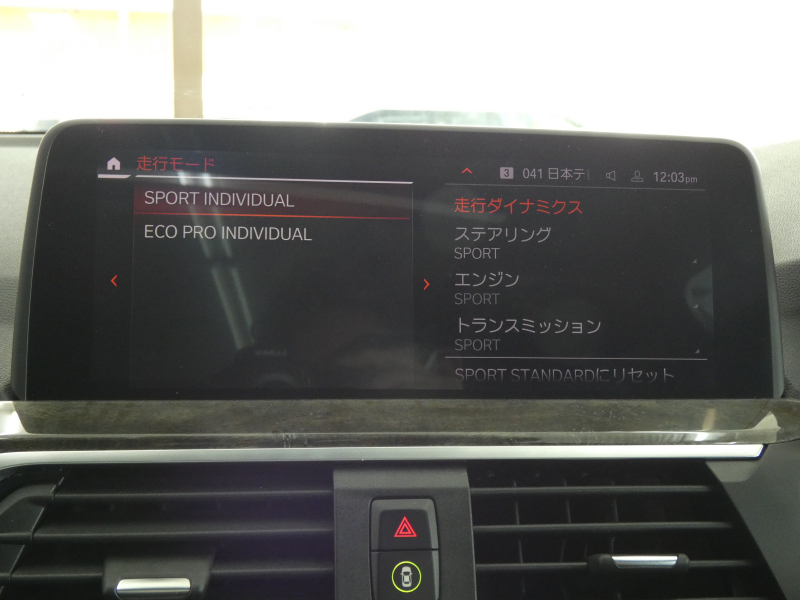 走行モード
3 041 日本テ 12:03pm
SPORT INDIVIDUAL
ECO PRO INDIVIDUAL
走行ダイナミクス
ステアリング
SPORT
エンジン
SPORT
トランスミッション
SPORT
SPORT STANDARDにリセット